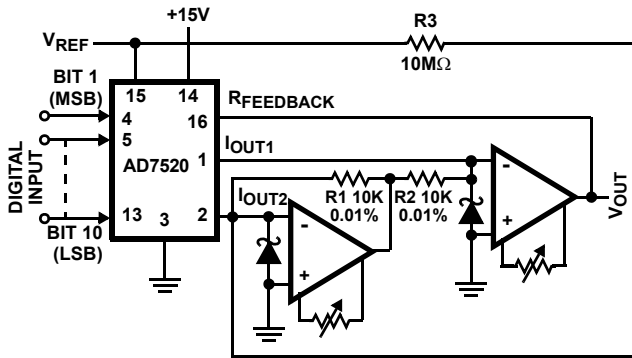 +15V
VREF
R3
10MΩ
BIT 1
(MSB)
15
14
RFEEDBACK
4
16
5
IOUT1
1
AD7520
DIGITAL
INPUT
R1 10K
0.01%
R2 10K
0.01%
-
+
VOUT
IOUT2
13
3
2
-
+
BIT 10
(LSB)